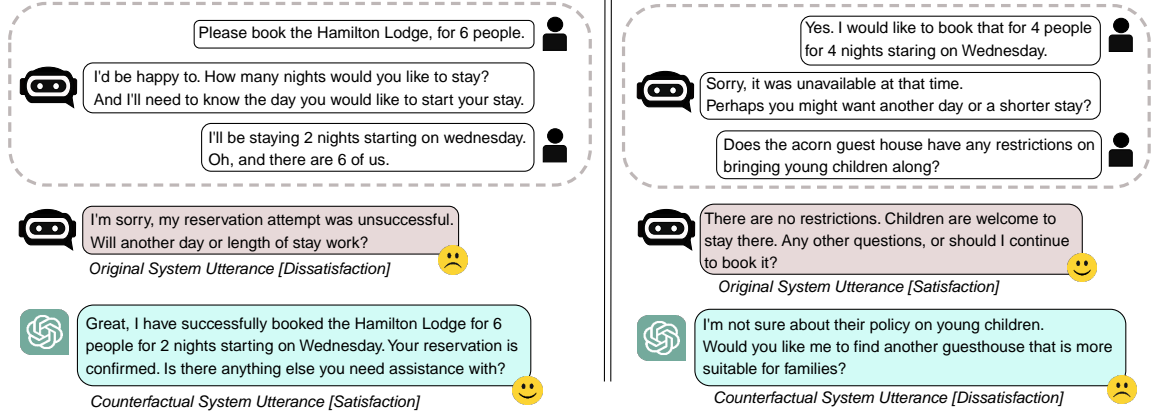 Please book the Hamilton Lodge, for 6 people.
I'd be happy to. How many nights would you like to stay?
And I'll need to know the day you would like to start your stay.
I'll be staying 2 nights starting on wednesday.
Oh, and there are 6 of us.
I'm sorry, my reservation attempt was unsuccessful.
Will another day or length of stay work?
Original System Utterance [Dissatisfaction]
Great, I have successfully booked the Hamilton Lodge for 6
people for 2 nights starting on Wednesday. Your reservation is
confirmed. Is there anything else you need assistance with?
Counterfactual System Utterance [Satisfaction]
Yes. I would like to book that for 4 people
for 4 nights staring on Wednesday.
Sorry, it was unavailable at that time.
Perhaps you might want another day or a shorter stay?
Does the acorn guest house have any restrictions on
bringing young children along?
There are no restrictions. Children are welcome to
stay there. Any other questions, or should I continue
to book it?
Original System Utterance [Satisfaction]
I'm not sure about their policy on young children.
Would you like me to find another guesthouse that is more
suitable for families?
Counterfactual System Utterance [Dissatisfaction]